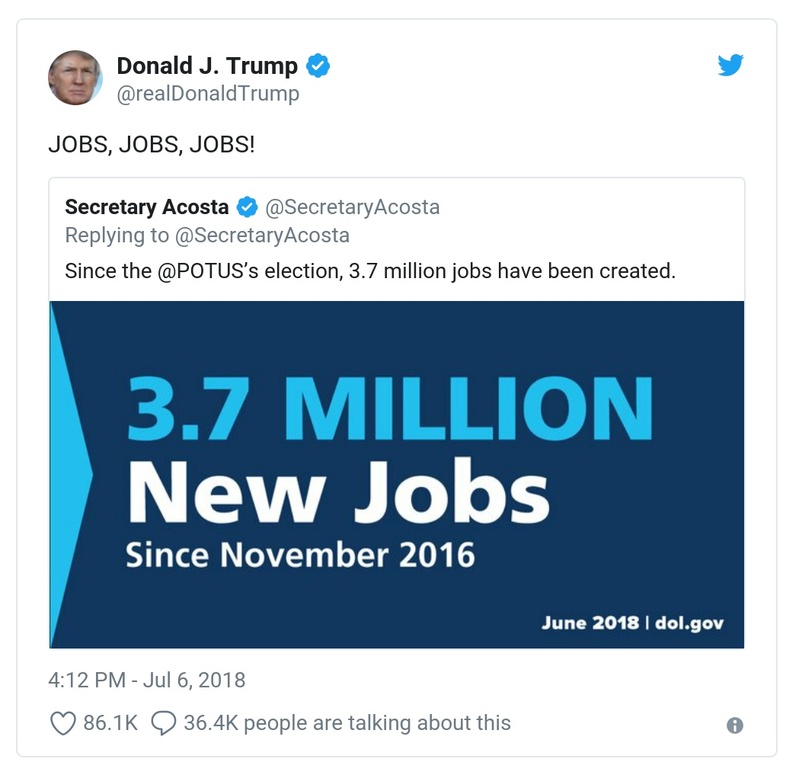 Donald J. Trump
@realDonaldTrump
JOBS, JOBS, JOBS!
Secretary Acosta @SecretaryAcosta
Replying to @SecretaryAcosta
Since the @POTUS’s election, 3.7 million jobs have been created.
3.7 MILLION
New Jobs
Since November 2016
June 2018 | dol.gov
4:12 PM - Jul 6, 2018
86.1K 36.4K people are talking about this